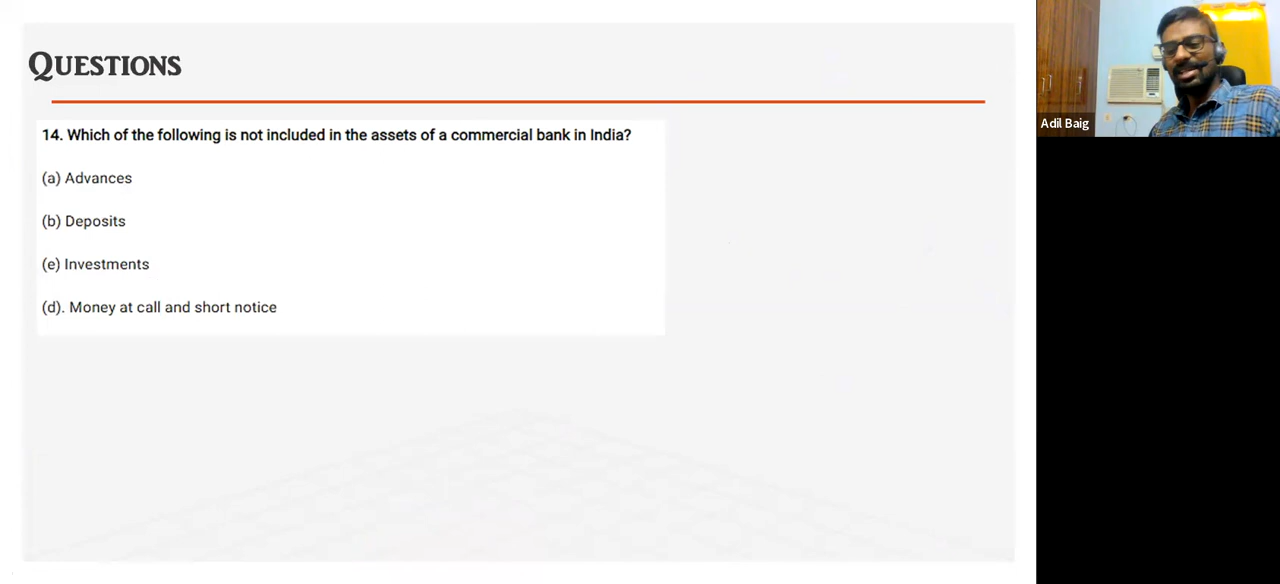 QUESTIONS
14. Which of the following is not included in the assets of a commercial bank in India?
(a) Advances
(b) Deposits
(e) Investments
(d). Money at call and short notice
Adil Baig